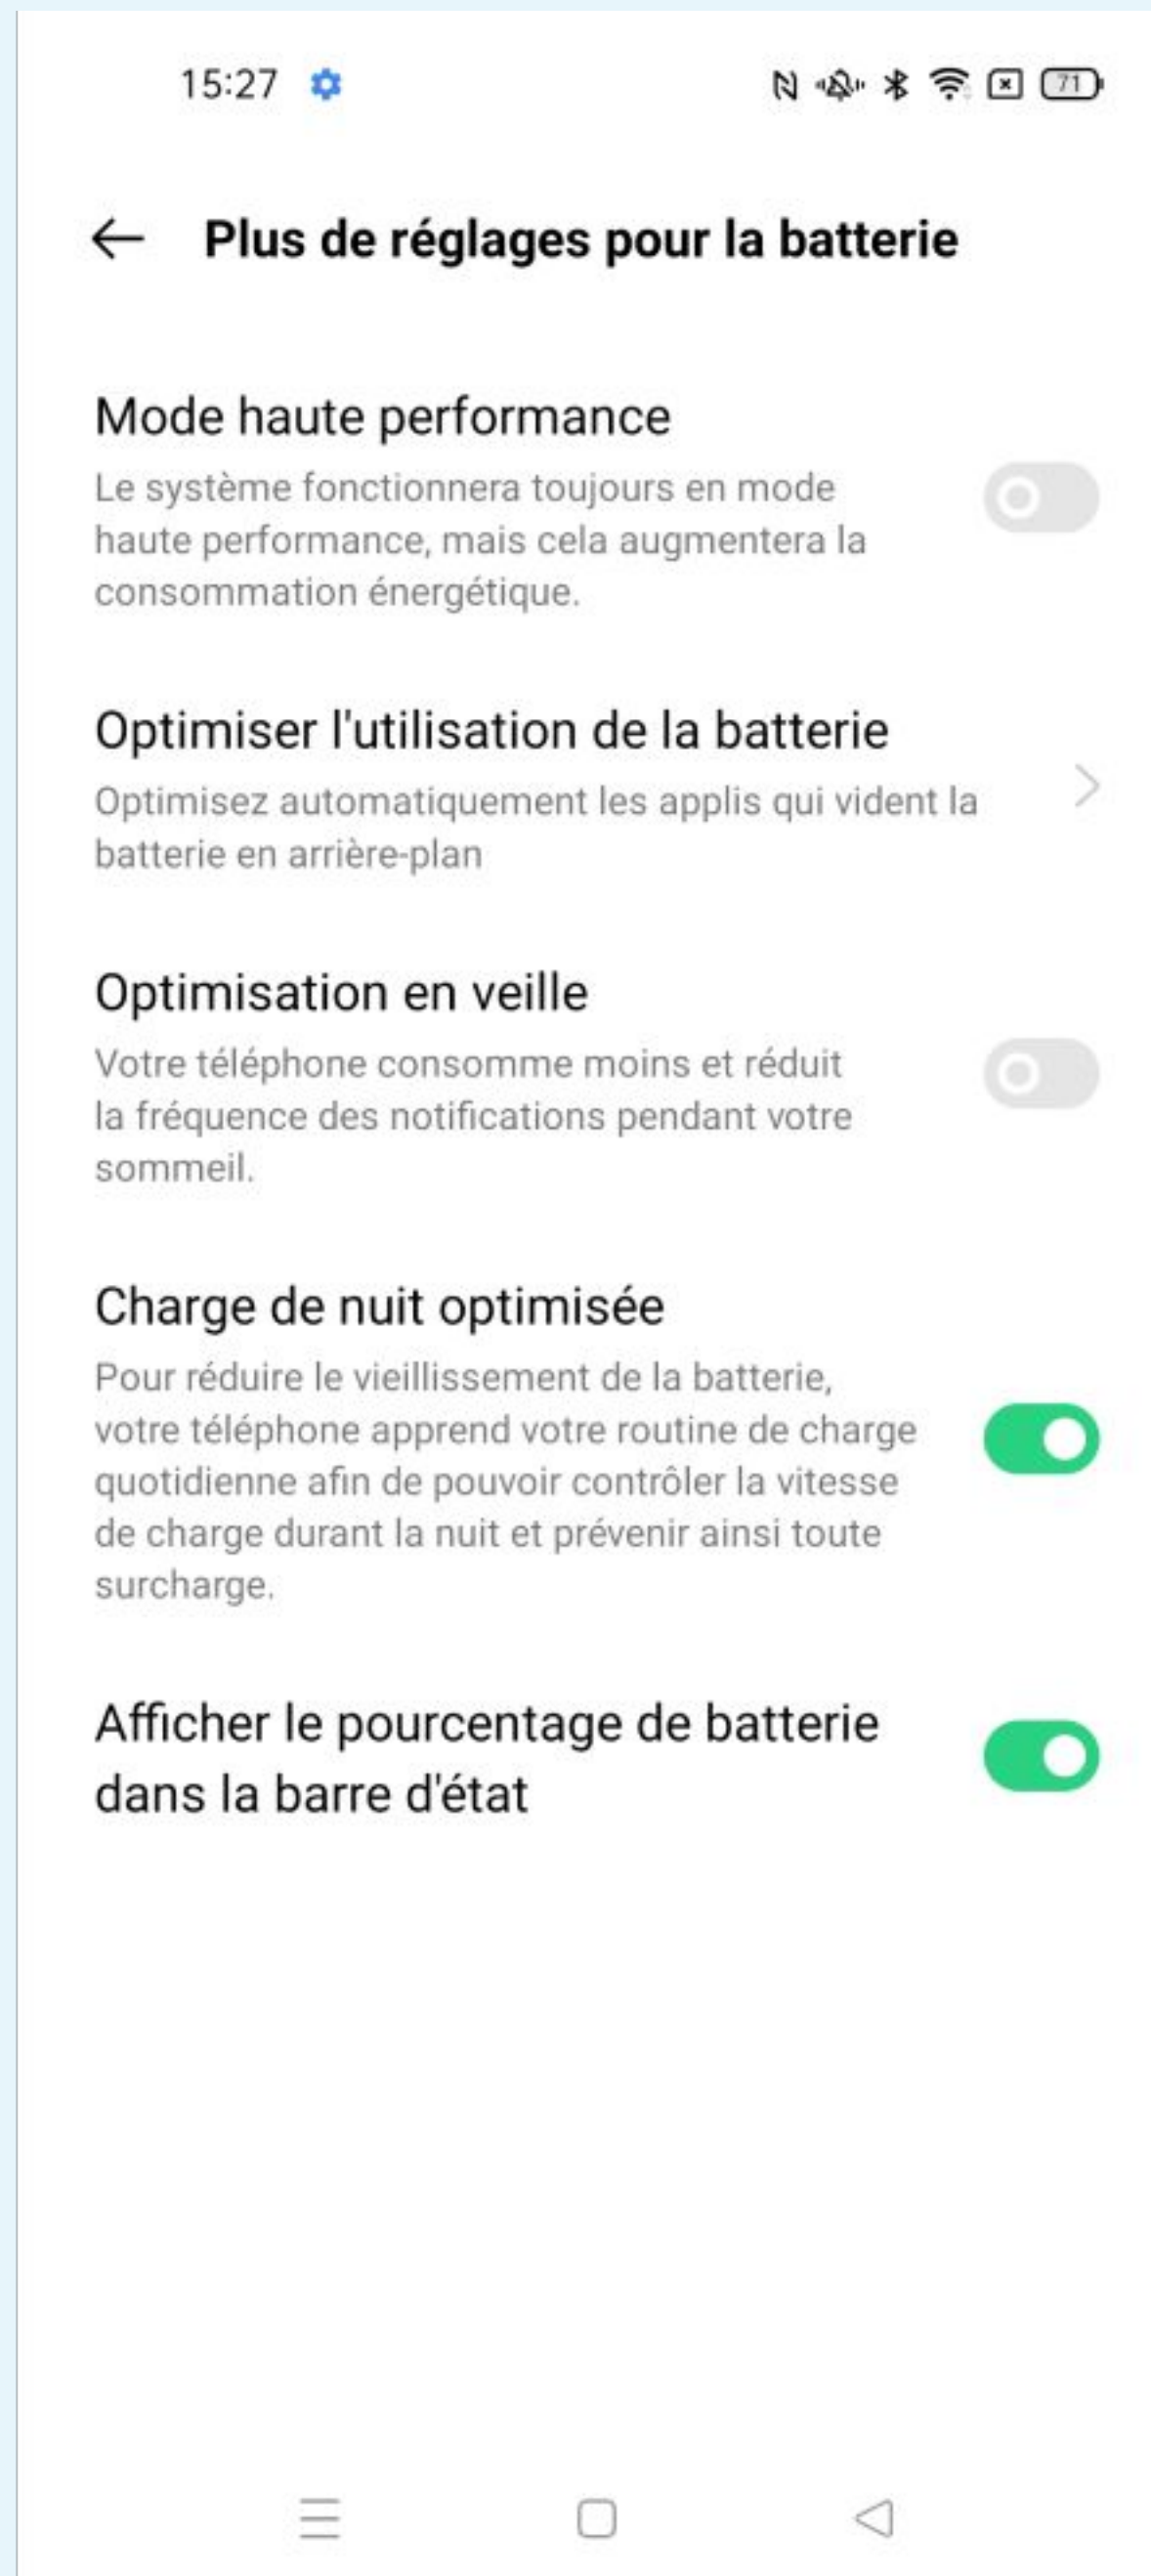 15:27
71
Plus de réglages pour la batterie
Mode haute performance
Le système fonctionnera toujours en mode
haute performance, mais cela augmentera la
consommation énergétique.
Optimiser l'utilisation de la batterie
Optimisez automatiquement les applis qui vident la
batterie en arrière-plan
Optimisation en veille
Votre téléphone consomme moins et réduit
la fréquence des notifications pendant votre
sommeil.
Charge de nuit optimisée
Pour réduire le vieillissement de la batterie,
votre téléphone apprend votre routine de charge
quotidienne afin de pouvoir contrôler la vitesse
de charge durant la nuit et prévenir ainsi toute
surcharge.
Afficher le pourcentage de batterie
dans la barre d'état